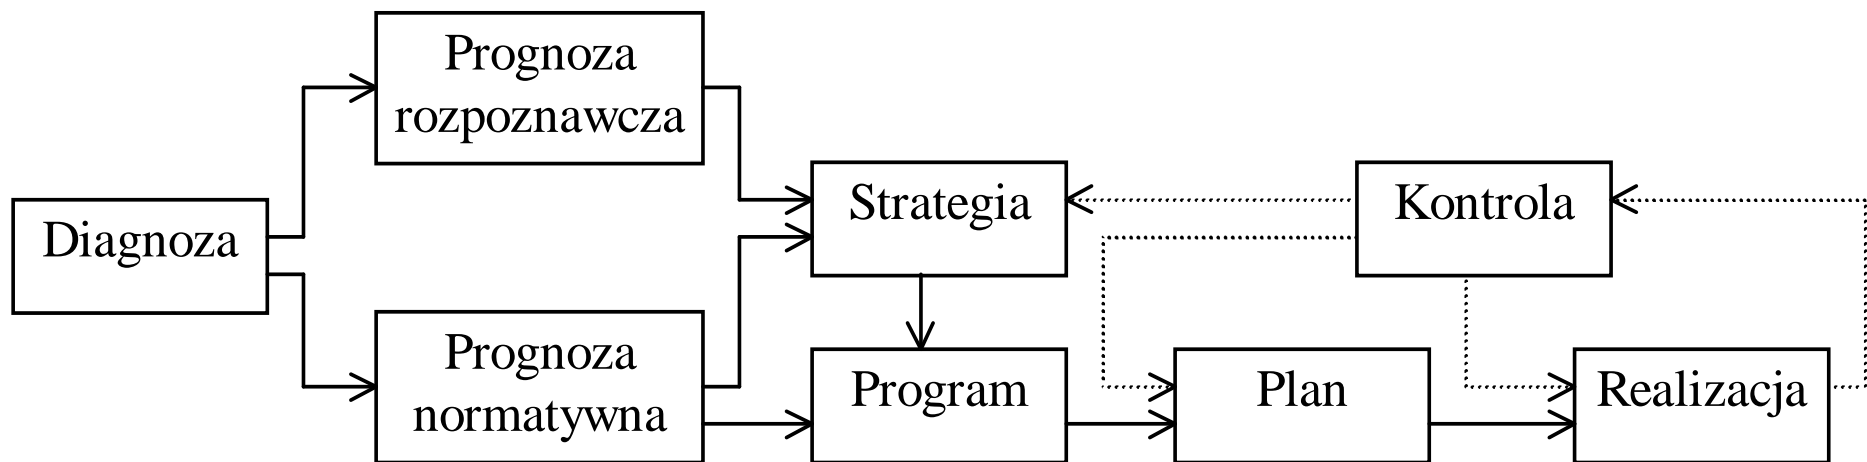 Prognoza
rozpoznawcza
Strategia
Kontrola
Diagnoza
Prognoza
normatywna
Program
Plan
Realizacja